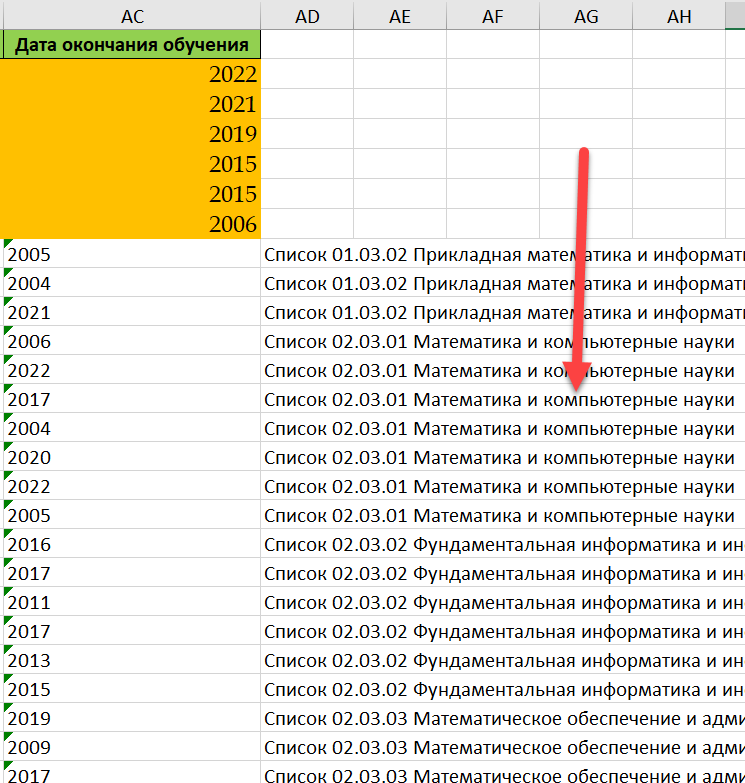 AC AD AE AF AG AH
Дата окончания обучения
2022
2021
2019
2015
2015
2006
2005 Список 01.03.02 Прикладная математика и информати
2004 Список 01.03.02 Прикладная математика и информати
2021 Список 01.03.02 Прикладная математика и информати
2006 Список 02.03.01 Математика и компьютерные науки
2022 Список 02.03.01 Математика и компьютерные науки
2017 Список 02.03.01 Математика и компьютерные науки
2004 Список 02.03.01 Математика и компьютерные науки
2020 Список 02.03.01 Математика и компьютерные науки
2022 Список 02.03.01 Математика и компьютерные науки
2005 Список 02.03.01 Математика и компьютерные науки
2016 Список 02.03.02 Фундаментальная информатика и ин
2017 Список 02.03.02 Фундаментальная информатика и ин
2011 Список 02.03.02 Фундаментальная информатика и ин
2017 Список 02.03.02 Фундаментальная информатика и ин
2013 Список 02.03.02 Фундаментальная информатика и ин
2015 Список 02.03.02 Фундаментальная информатика и ин
2019 Список 02.03.03 Математическое обеспечение и адми
2009 Список 02.03.03 Математическое обеспечение и адми
2017 Список 02.03.03 Математическое обеспечение и адми